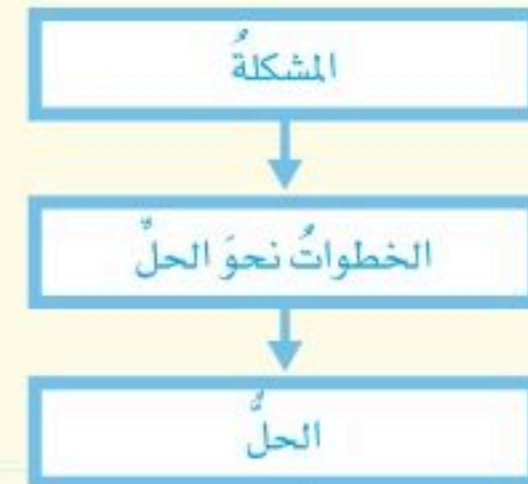 المشكلةُ
الخطواتُ نحوَ الحلِّ
الحلُّ